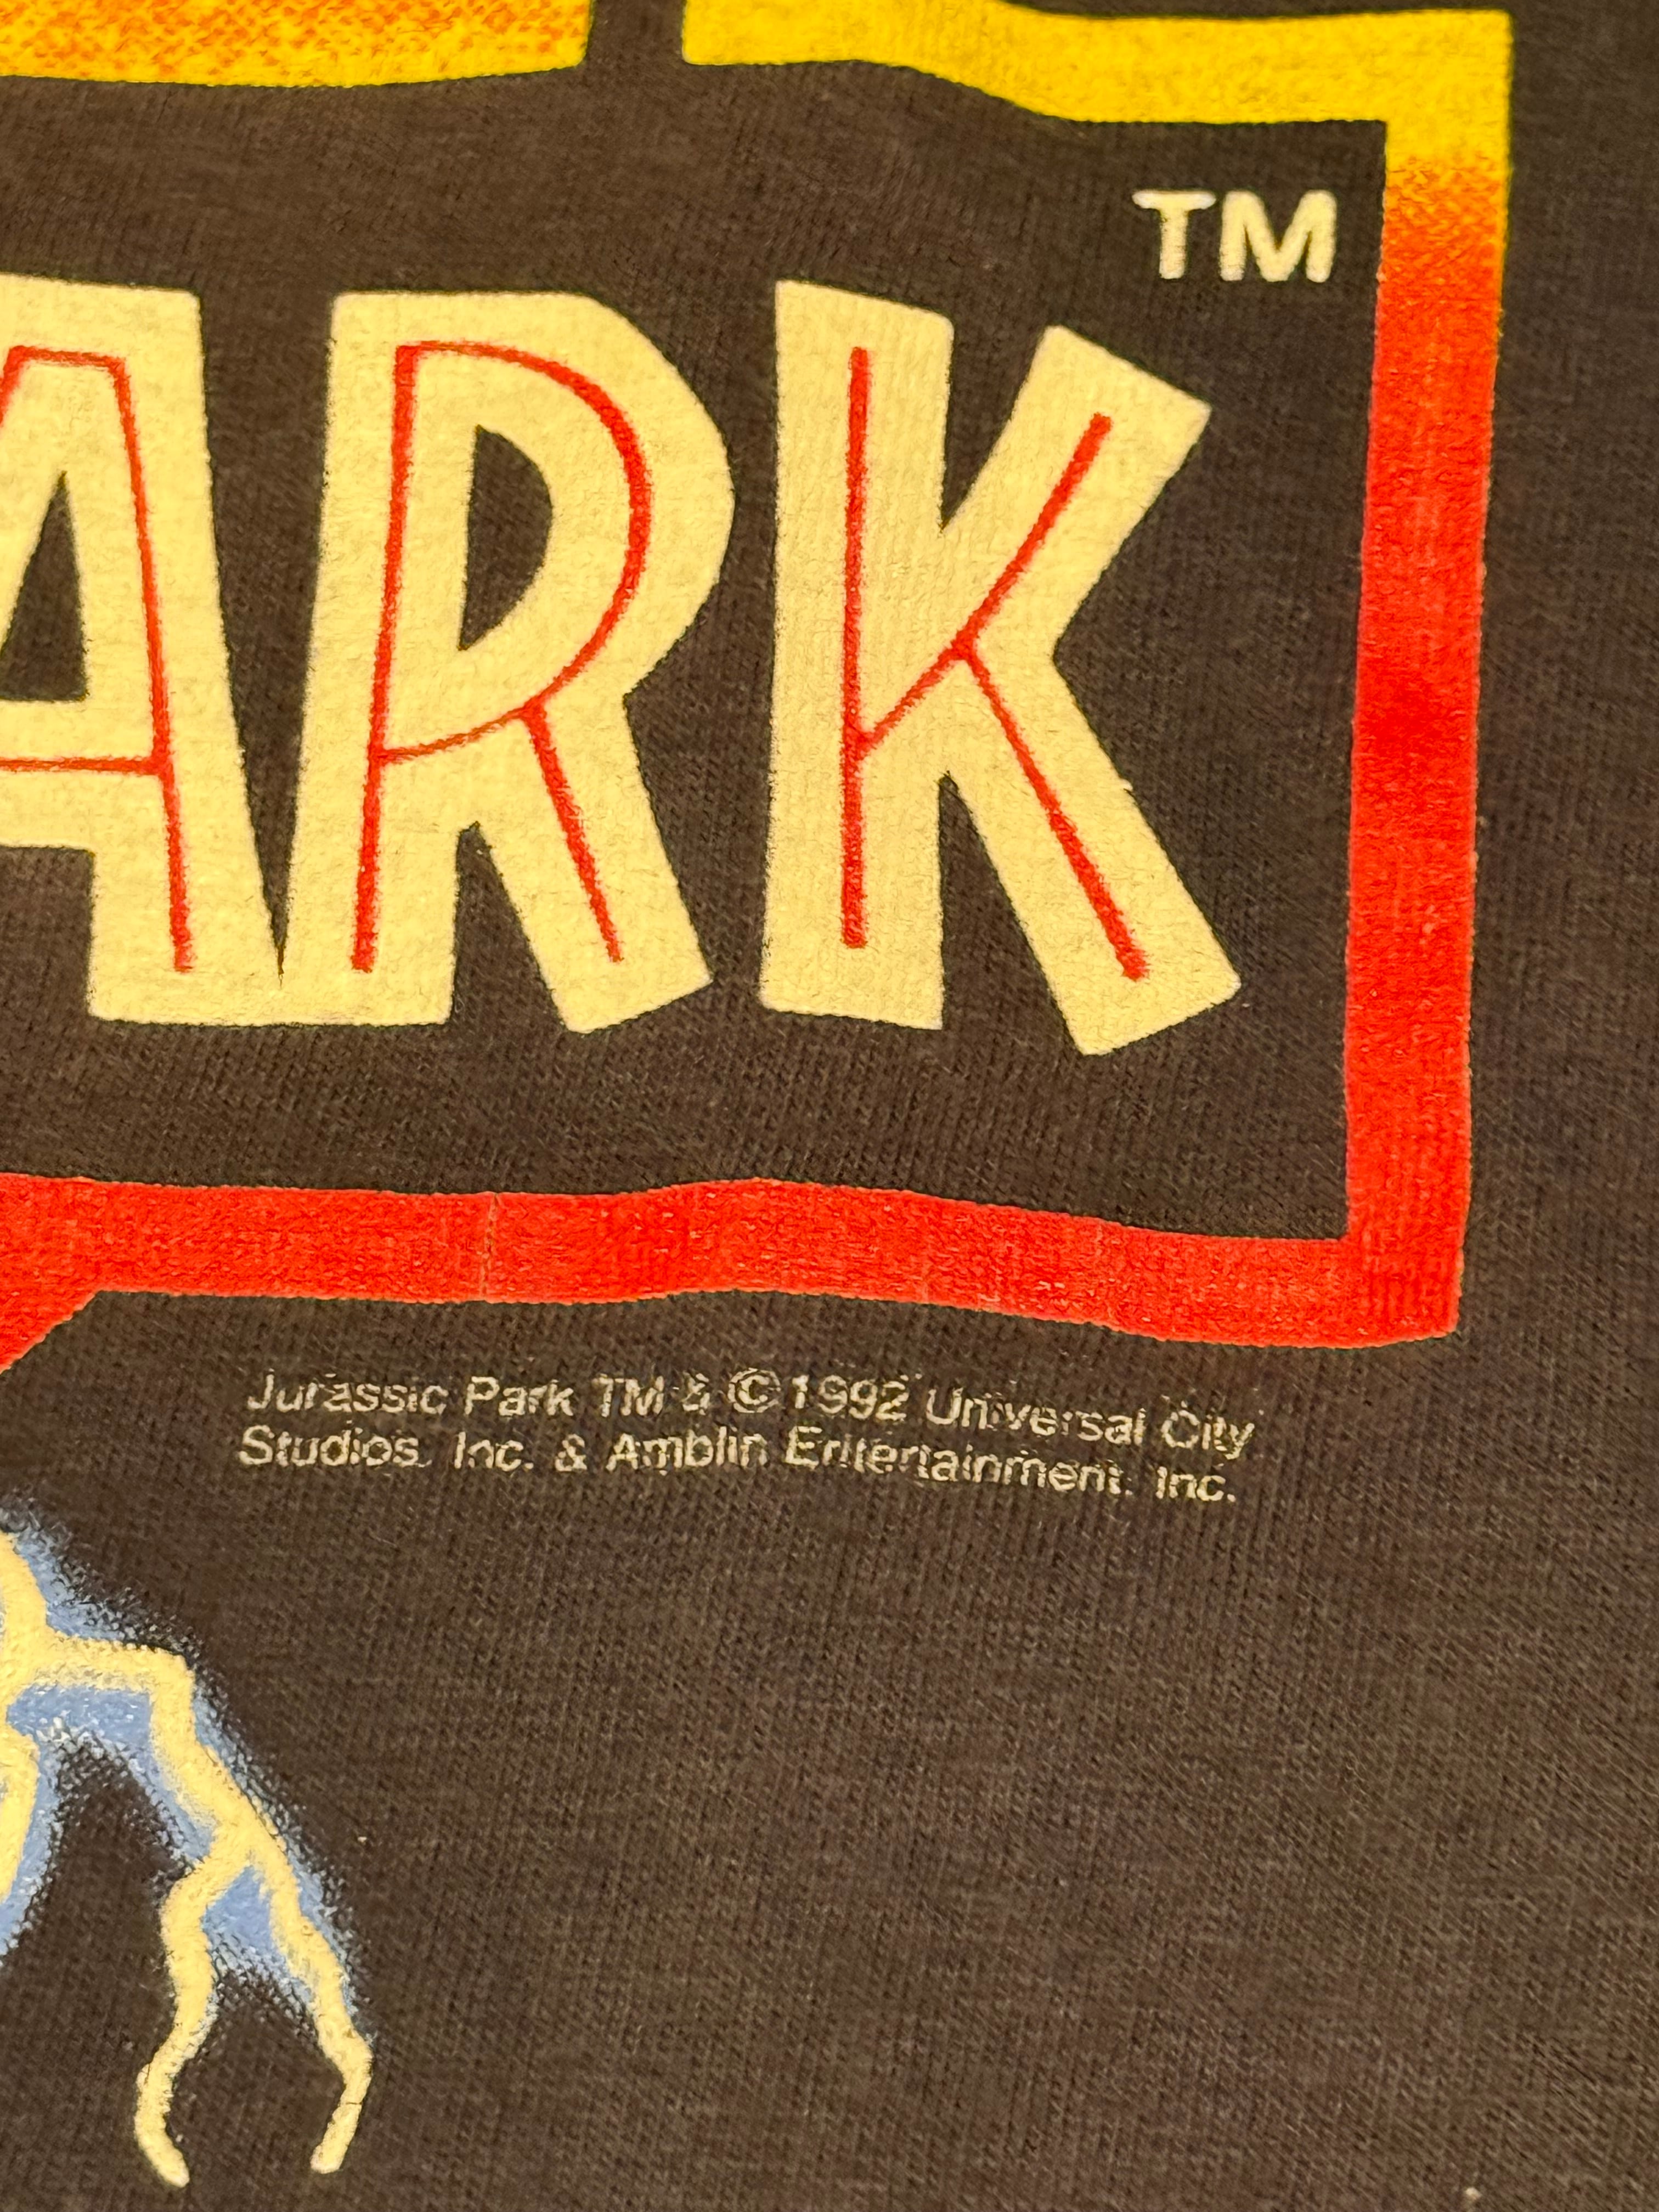 TM
ARK
Jurassic Park TM & © 1992 Universal City
Studios, Inc. & Amblin Entertainment, Inc.